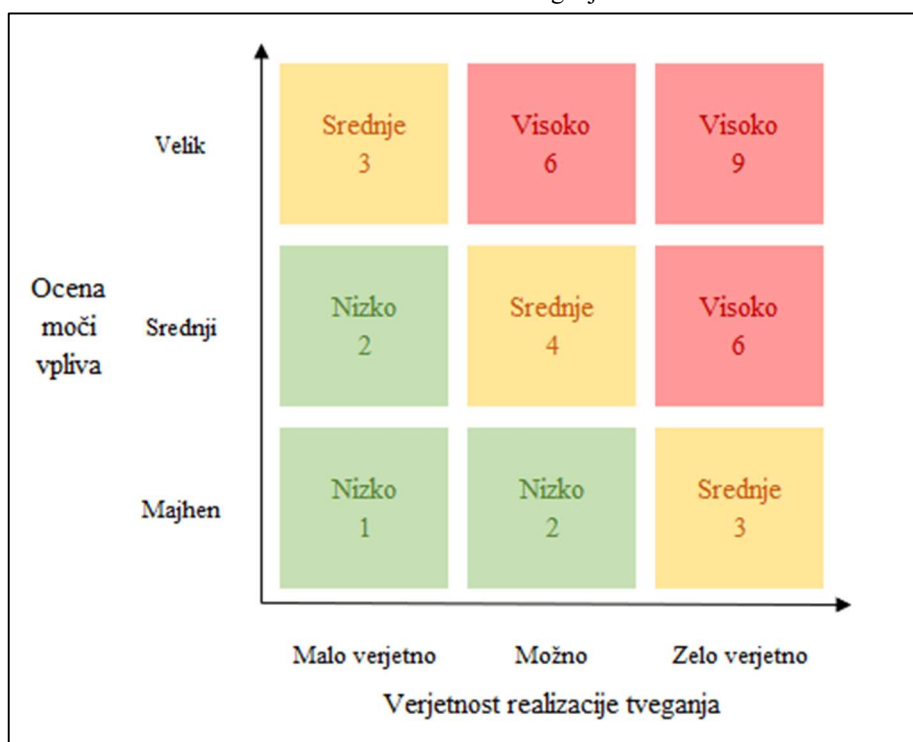 Velik
Srednje
3
Visoko
6
Visoko
9
Ocena
moči
vpliva
Srednji
Nizko
2
Srednje
4
Visoko
6
Majhen
Nizko
1
Nizko
2
Srednje
3
Malo verjetno
Možno
Zelo verjetno
Verjetnost realizacije tveganja